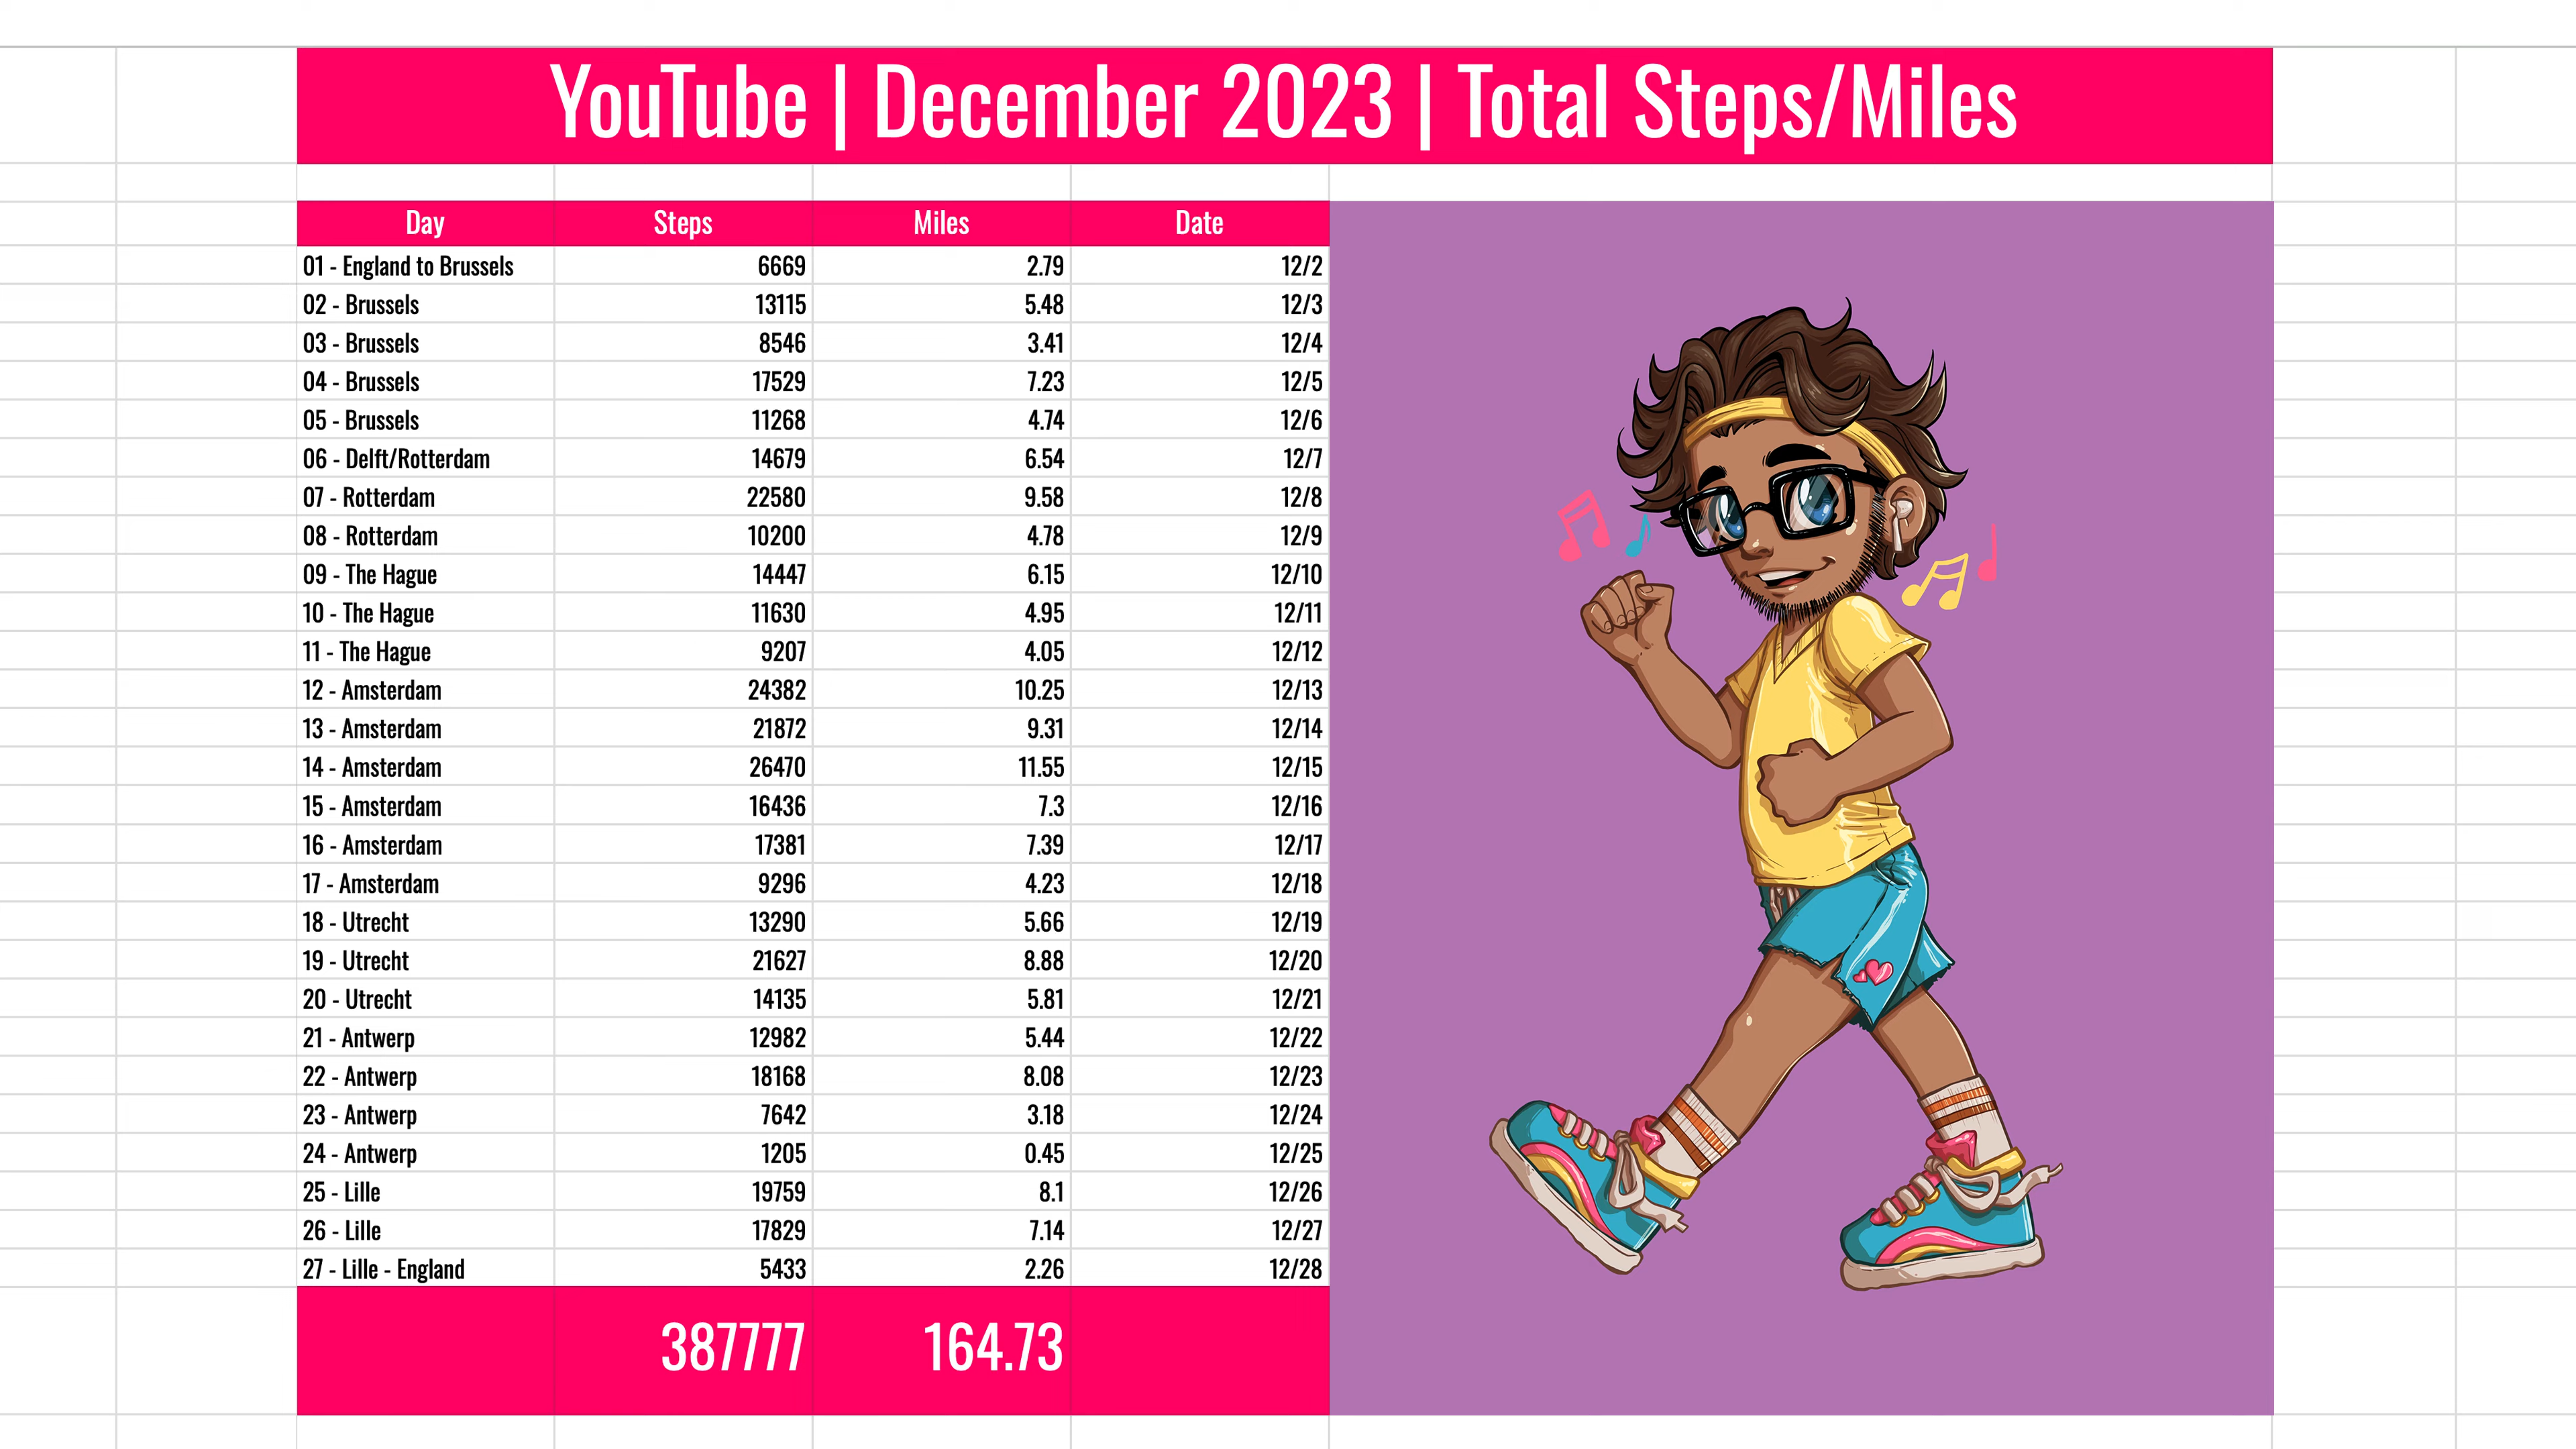 YouTube | December 2023 | Total Steps/Miles
Day Steps Miles Date
01 - England to Brussels 6669 2.79 12/2
02 - Brussels 13115 5.48 12/3
03 - Brussels 8546 3.41 12/4
04 - Brussels 17529 7.23 12/5
05 - Brussels 11268 4.74 12/6
06 - Delft/Rotterdam 14679 6.54 12/7
07 - Rotterdam 22580 9.58 12/8
08 - Rotterdam 10200 4.78 12/9
09 - The Hague 14447 6.15 12/10
10 - The Hague 11630 4.95 12/11
11 - The Hague 9207 4.05 12/12
12 - Amsterdam 24382 10.25 12/13
13 - Amsterdam 21872 9.31 12/14
14 - Amsterdam 26470 11.55 12/15
15 - Amsterdam 16436 7.3 12/16
16 - Amsterdam 17381 7.39 12/17
17 - Amsterdam 9296 4.23 12/18
18 - Utrecht 13290 5.66 12/19
19 - Utrecht 21627 8.88 12/20
20 - Utrecht 14135 5.81 12/21
21 - Antwerp 12982 5.44 12/22
22 - Antwerp 18168 8.08 12/23
23 - Antwerp 7642 3.18 12/24
24 - Antwerp 1205 0.45 12/25
25 - Lille 19759 8.1 12/26
26 - Lille 17829 7.14 12/27
27 - Lille - England 5433 2.26 12/28
387777 164.73